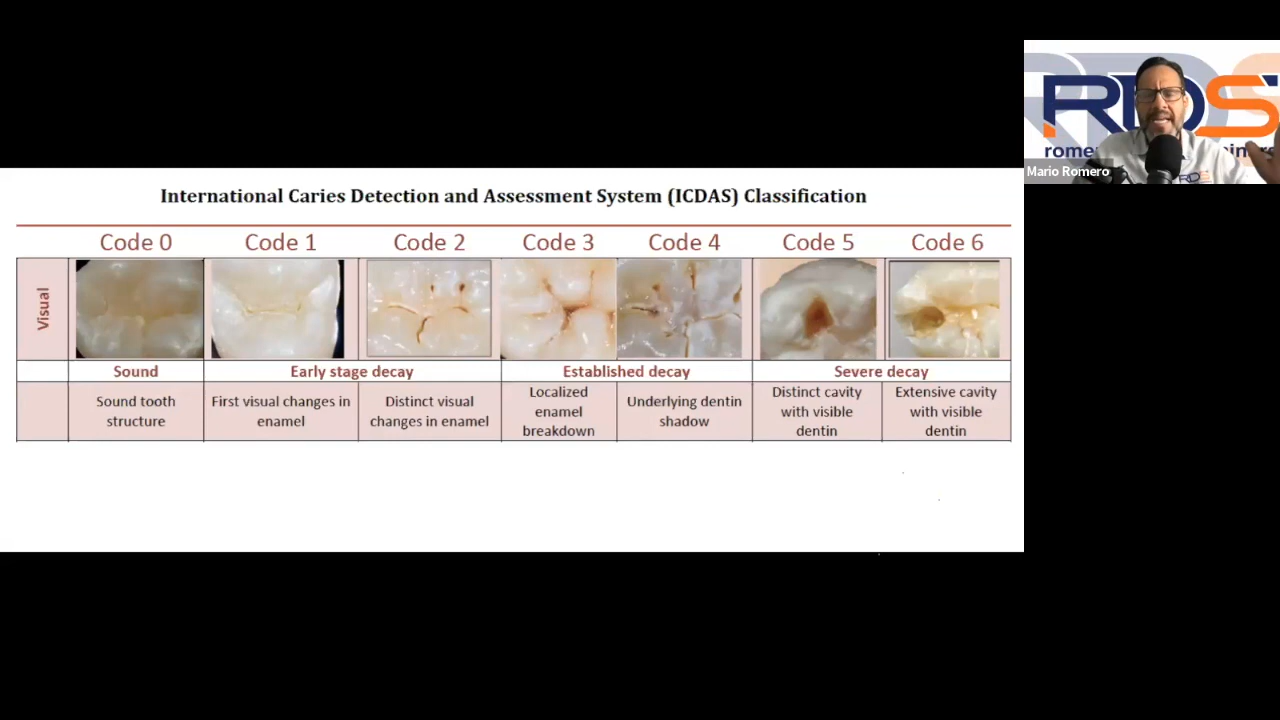 RDS
Mario Romero
RDS
International Caries Detection and Assessment System (ICDAS) Classification
Code 0 Code 1 Code 2 Code 3 Code 4 Code 5 Code 6
Visual
Sound Early stage decay Established decay Severe decay
Sound tooth structure
First visual changes in enamel
Distinct visual changes in enamel
Localized enamel breakdown
Underlying dentin shadow
Distinct cavity with visible dentin
Extensive cavity with visible dentin